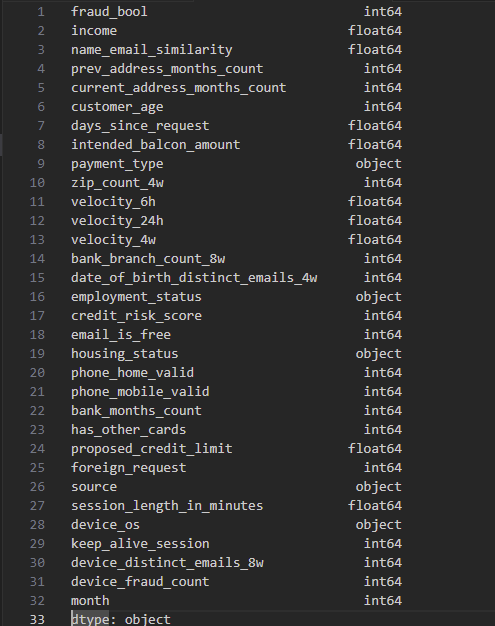 1 fraud_bool int64
2 income float64
3 name_email_similarity float64
4 prev_address_months_count int64
5 current_address_months_count int64
6 customer_age int64
7 days_since_request float64
8 intended_balcon_amount float64
9 payment_type object
10 zip_count_4w int64
11 velocity_6h float64
12 velocity_24h float64
13 velocity_4w float64
14 bank_branch_count_8w int64
15 date_of_birth_distinct_emails_4w int64
16 employment_status object
17 credit_risk_score int64
18 email_is_free int64
19 housing_status object
20 phone_home_valid int64
21 phone_mobile_valid int64
22 bank_months_count int64
23 has_other_cards int64
24 proposed_credit_limit float64
25 foreign_request int64
26 source object
27 session_length_in_minutes float64
28 device_os object
29 keep_alive_session int64
30 device_distinct_emails_8w int64
31 device_fraud_count int64
32 month int64
33 dtype: object